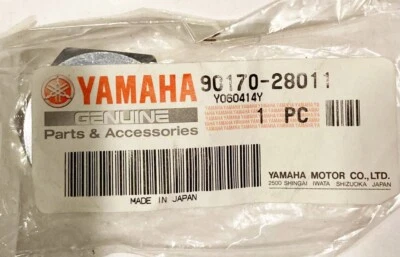 YAMAHA 90170-28011
Y060414Y
GENUINE
Parts & Accessories
1 PC
YAMAHA MOTOR CO., LTD.
2500 SHINGAI IWATA SHIZUOKA JAPAN
MADE IN JAPAN